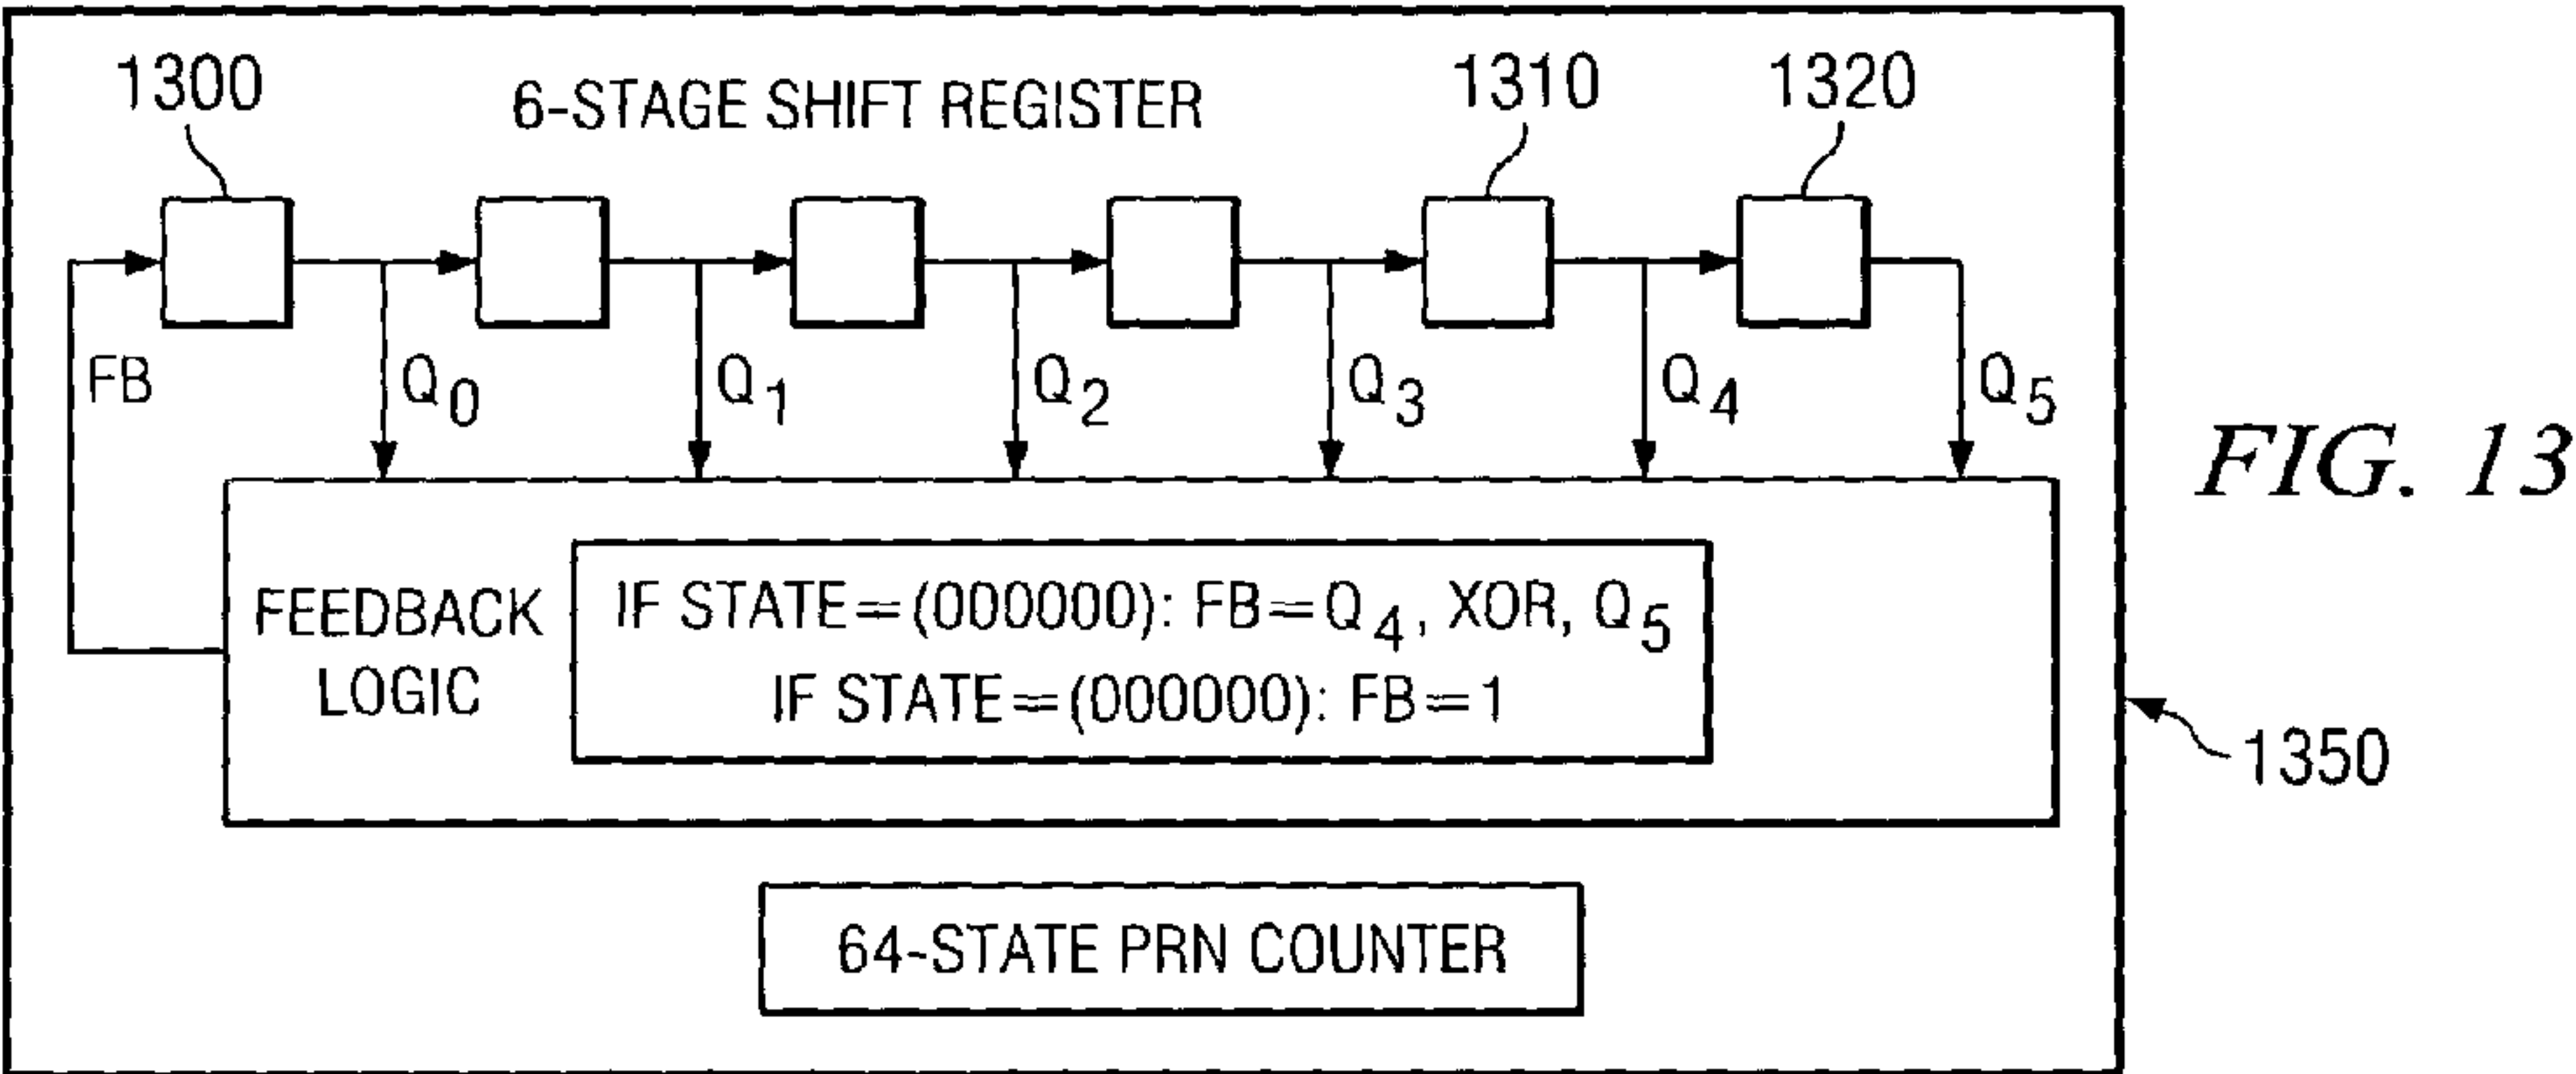 1300
6-STAGE SHIFT REGISTER
1310
1320
FB
Q0
Q1
Q2
Q3
Q4
Q5
FEEDBACK
LOGIC
IF STATE=(000000): FB=Q4, XOR, Q5
IF STATE=(000000): FB=1
64-STATE PRN COUNTER
1350
FIG. 13